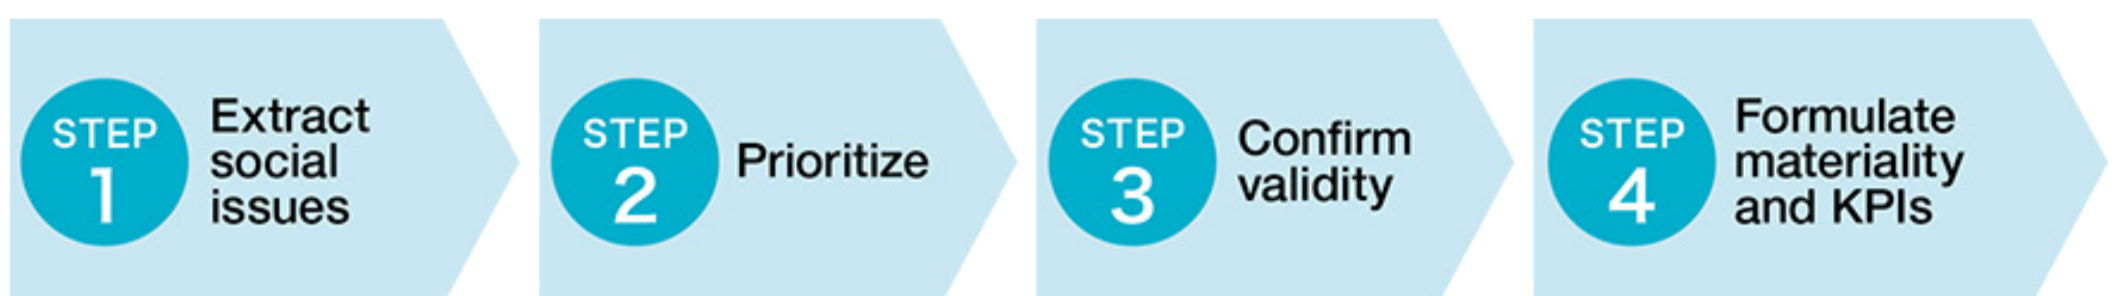 STEP
1
Extract
social
issues
STEP
2
Prioritize
STEP
3
Confirm
validity
STEP
4
Formulate
materiality
and KPIs